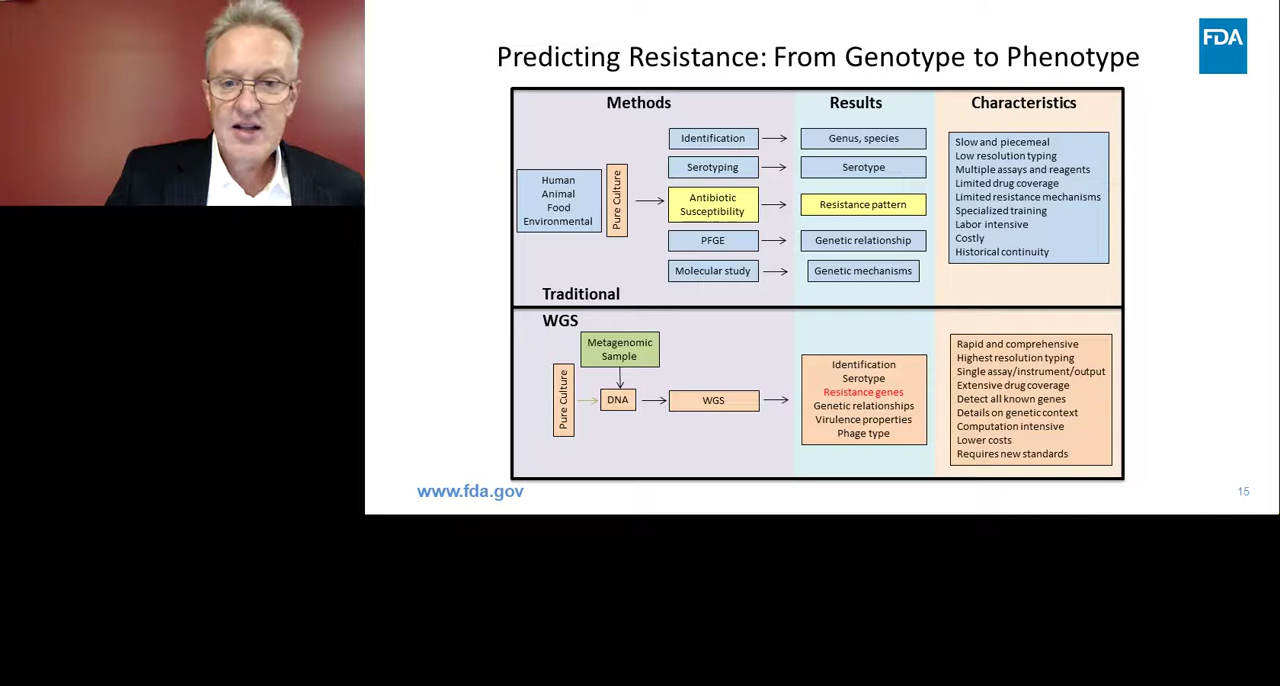 FDA
Predicting Resistance: From Genotype to Phenotype
Methods
Results
Characteristics
Human
Animal
Food
Environmental
Pure Culture
Identification
Serotyping
Antibiotic
Susceptibility
PFGE
Molecular study
Genus, species
Serotype
Resistance pattern
Genetic relationship
Genetic mechanisms
Slow and piecemeal
Low resolution typing
Multiple assays and reagents
Limited drug coverage
Limited resistance mechanisms
Specialized training
Labor intensive
Costly
Historical continuity
Traditional
WGS
Metagenomic
Sample
Pure Culture
DNA
WGS
Identification
Serotype
Resistance genes
Genetic relationships
Virulence properties
Phage type
Rapid and comprehensive
Highest resolution typing
Single assay/instrument/output
Extensive drug coverage
Detect all known genes
Details on genetic context
Computation intensive
Lower costs
Requires new standards
www.fda.gov
15